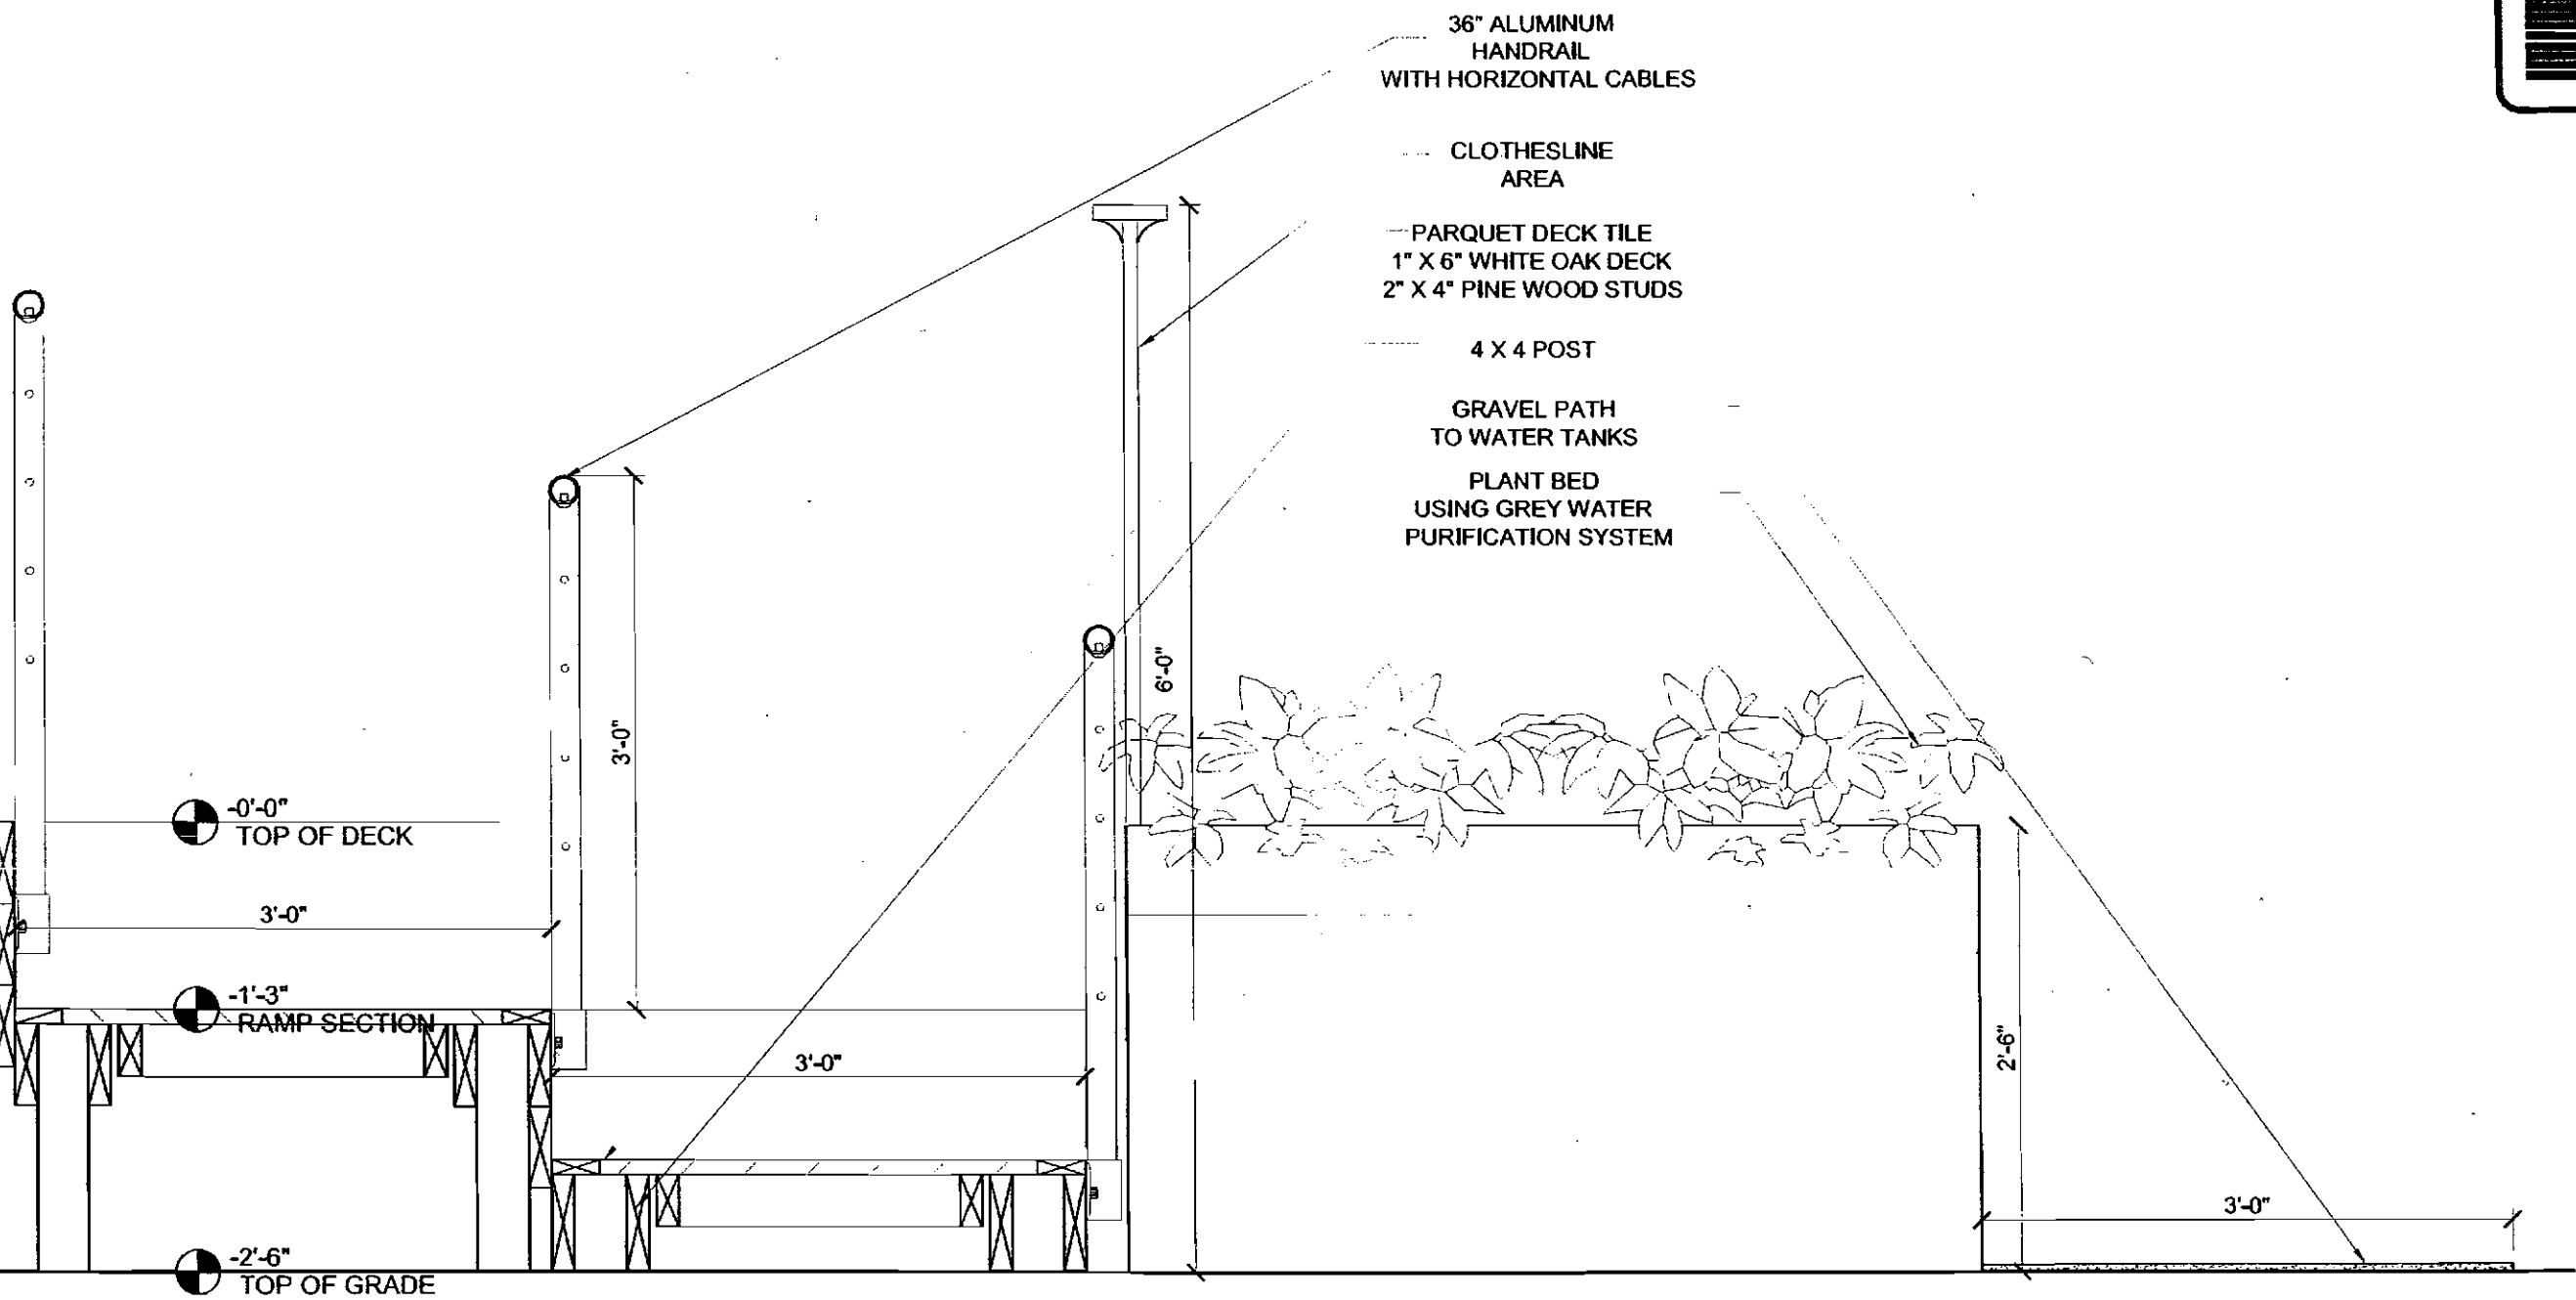 36" ALUMINUM
HANDRAIL
WITH HORIZONTAL CABLES
CLOTHESLINE
AREA
PARQUET DECK TILE
1" X 6" WHITE OAK DECK
2" X 4" PINE WOOD STUDS
4 X 4 POST
GRAVEL PATH
TO WATER TANKS
PLANT BED
USING GREY WATER
PURIFICATION SYSTEM
6'-0"
3'-0"
-0'-0"
TOP OF DECK
3'-0"
-1'-3"
RAMP SECTION
3'-0"
2'-6"
3'-0"
-2'-6"
TOP OF GRADE